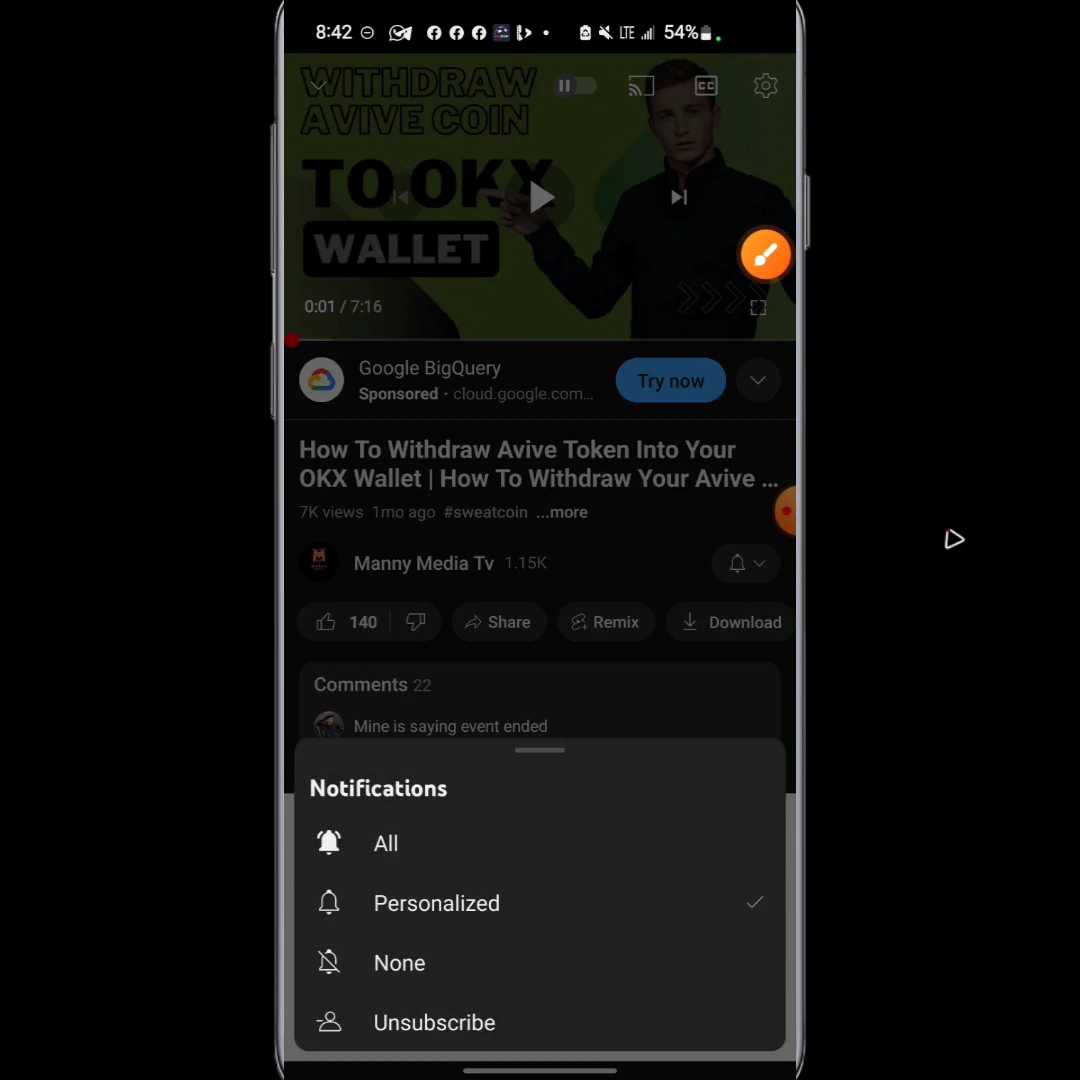 8:42
LTE
54%
WITHDRAW
AVIVE COIN
TO OKX
WALLET
CC
0:01 / 7:16
Google BigQuery
Sponsored · cloud.google.com...
Try now
How To Withdraw Avive Token Into Your
OKX Wallet | How To Withdraw Your Avive ...
7K views 1mo ago #sweatcoin ...more
Manny Media Tv 1.15K
140
Share
Remix
Download
Comments 22
Mine is saying event ended
Notifications
All
Personalized
None
Unsubscribe